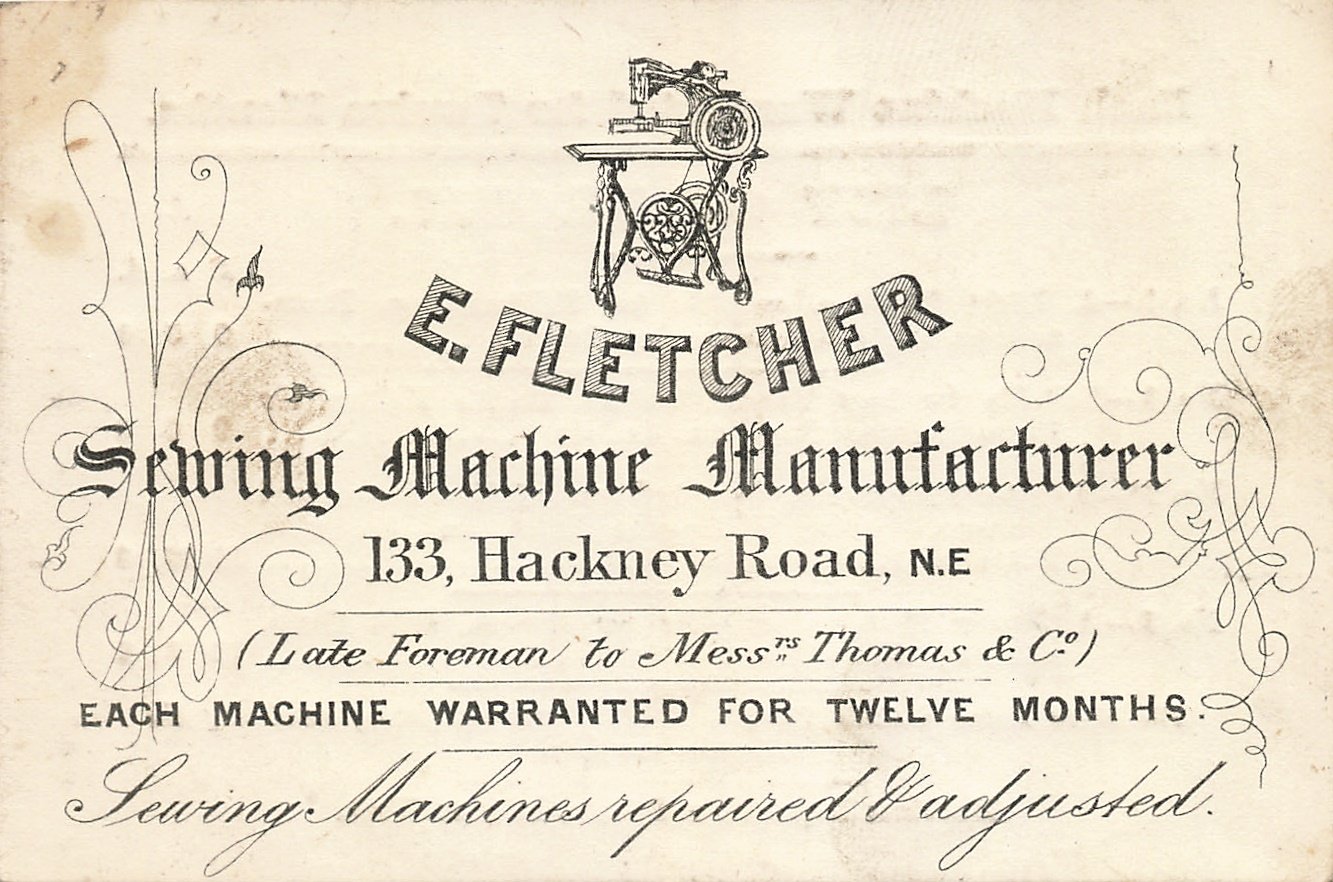 E. FLETCHER
Sewing Machine Manufacturer
133, Hackney Road, N.E
(Late Foreman to Messrs Thomas & Co.)
EACH MACHINE WARRANTED FOR TWELVE MONTHS.
Sewing Machines repaired & adjusted.